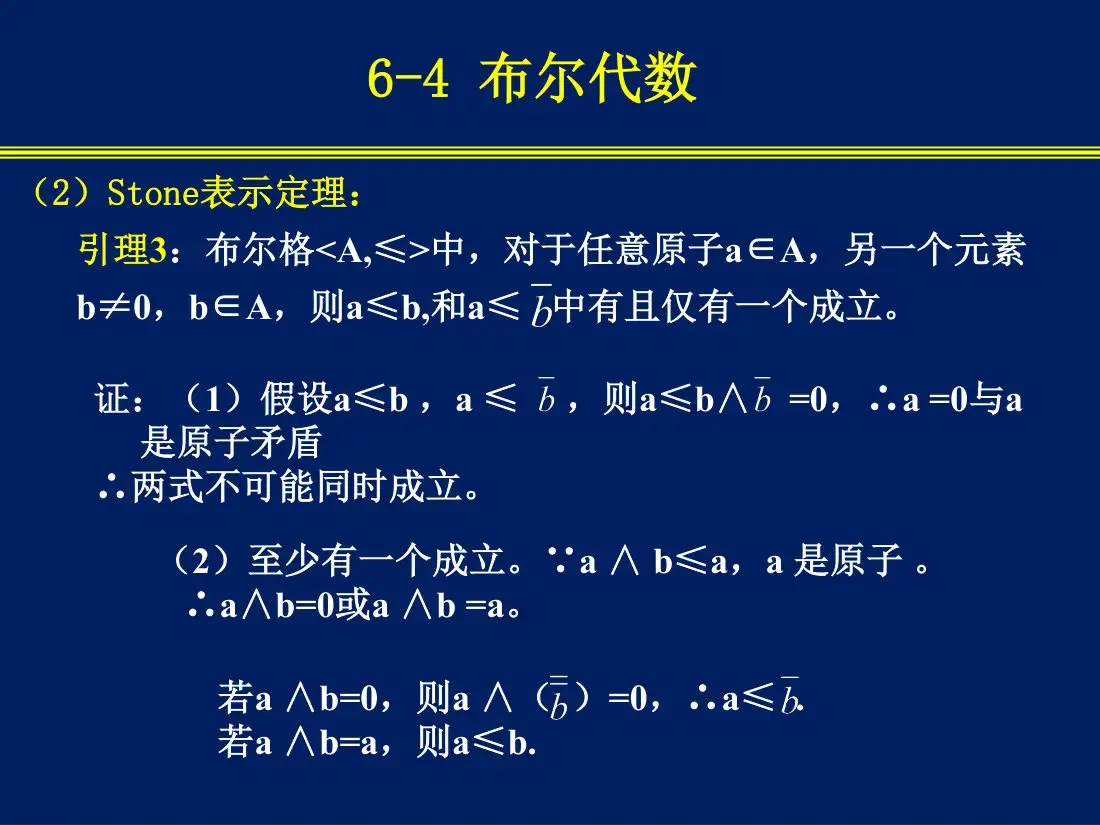 6-4 布尔代数
（2）Stone表示定理：
引理3：布尔格<A,≤>中，对于任意原子a∈A，另一个元素
b≠0，b∈A，则a≤b,和a≤ b̅ 中有且仅有一个成立。
证：（1）假设a≤b ，a ≤ b̅ ，则a≤b∧b̅ =0，∴a =0与a
是原子矛盾
∴两式不可能同时成立。
（2）至少有一个成立。∵a ∧ b≤a，a 是原子 。
∴a∧b=0或a ∧b =a。
若a ∧b=0，则a ∧（b̿）=0，∴a≤ b̅.
若a ∧b=a，则a≤b.